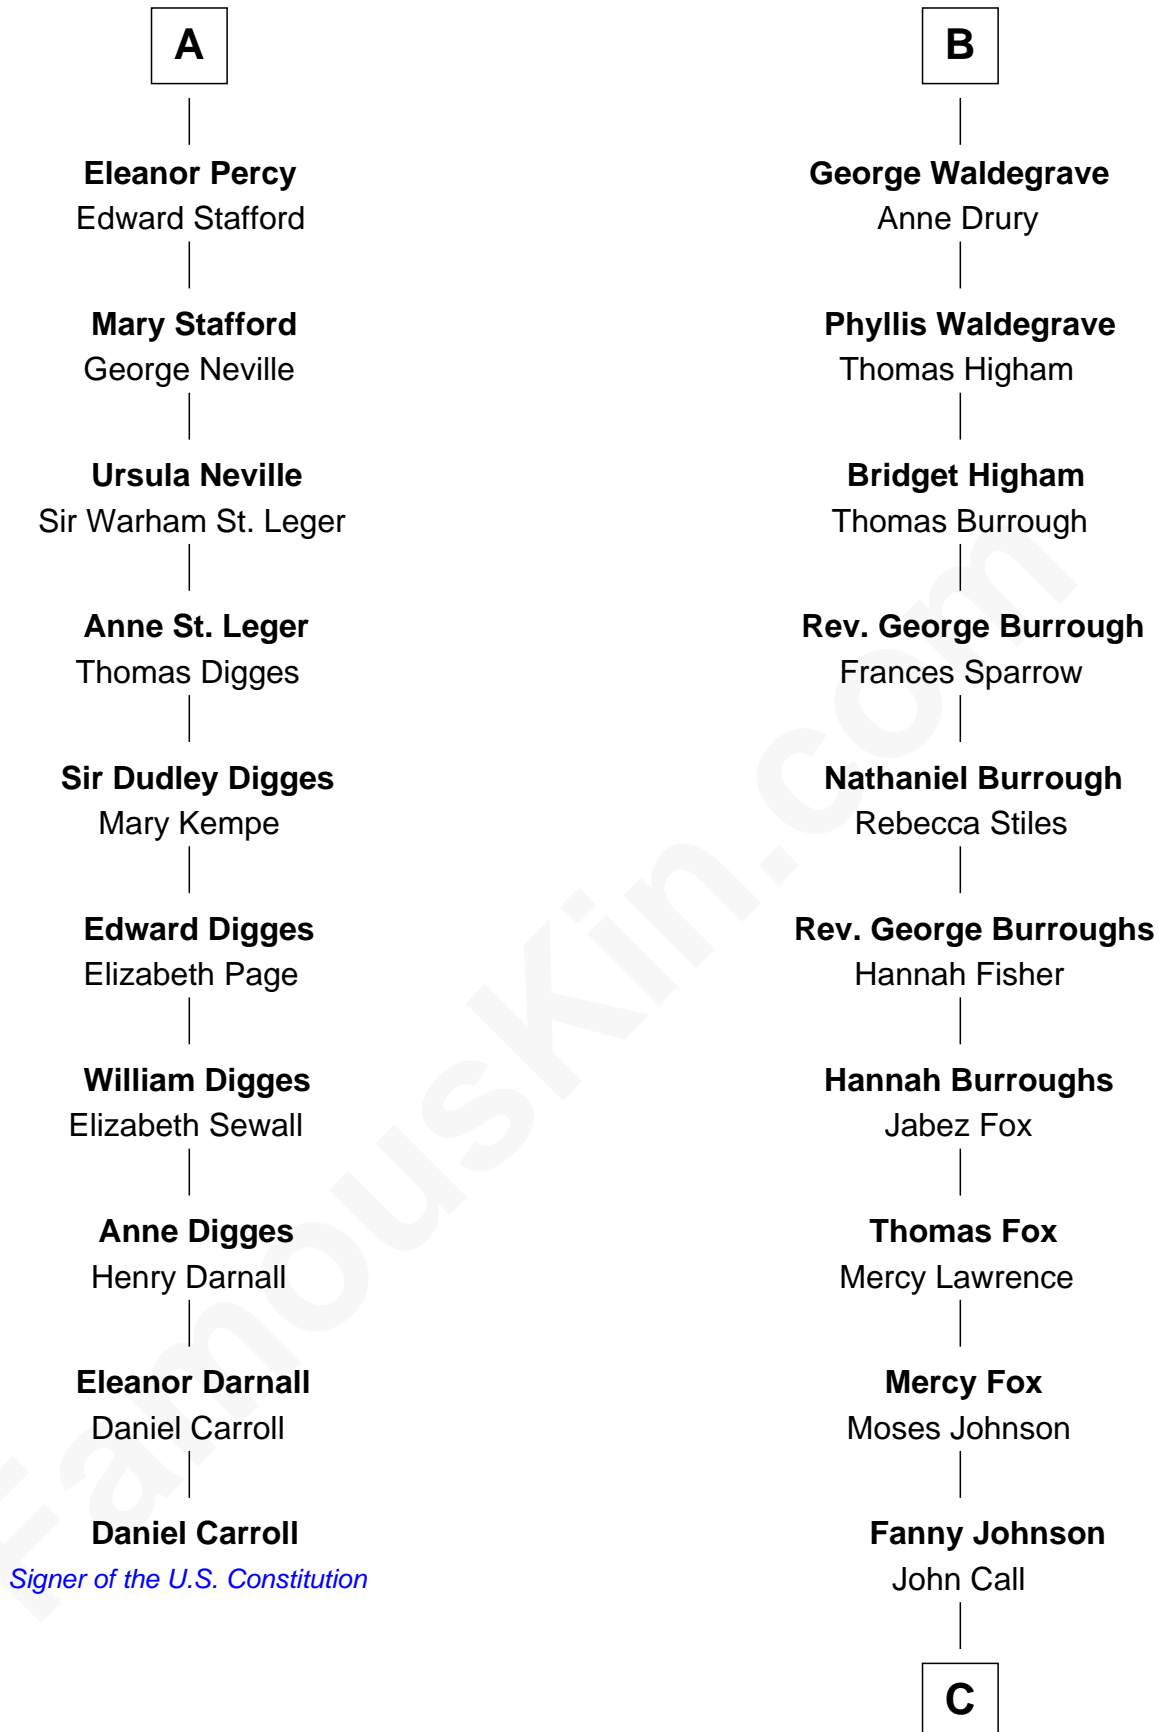 A
Eleanor Percy
Edward Stafford
Mary Stafford
George Neville
Ursula Neville
Sir Warham St. Leger
Anne St. Leger
Thomas Digges
Sir Dudley Digges
Mary Kempe
Edward Digges
Elizabeth Page
William Digges
Elizabeth Sewall
Anne Digges
Henry Darnall
Eleanor Darnall
Daniel Carroll
Daniel Carroll
Signer of the U.S. Constitution
B
George Waldegrave
Anne Drury
Phyllis Waldegrave
Thomas Higham
Bridget Higham
Thomas Burrough
Rev. George Burrough
Frances Sparrow
Nathaniel Burrough
Rebecca Stiles
Rev. George Burroughs
Hannah Fisher
Hannah Burroughs
Jabez Fox
Thomas Fox
Mercy Lawrence
Mercy Fox
Moses Johnson
Fanny Johnson
John Call
C
FamousKin.com